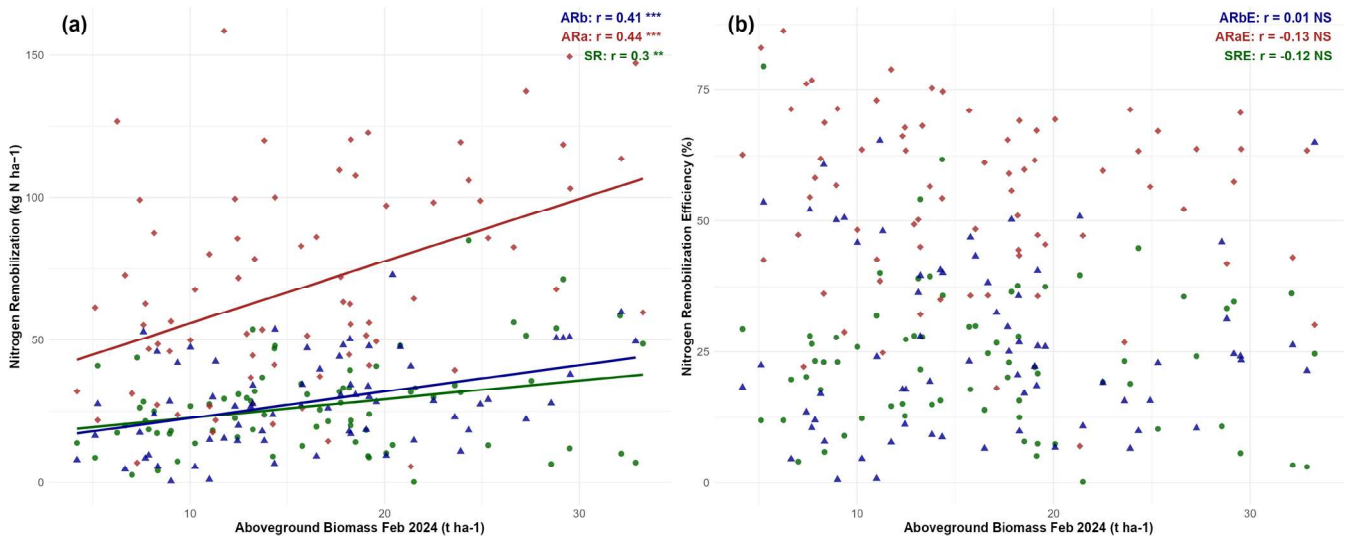 (a)
ARb: r = 0.41 ***
ARa: r = 0.44 ***
SR: r = 0.3 **
Nitrogen Remobilization (kg N ha−1)
150
100
50
0
10
20
30
Aboveground Biomass Feb 2024 (t ha-1)
(b)
ARbE: r = 0.01 NS
ARaE: r = -0.13 NS
SRE: r = -0.12 NS
Nitrogen Remobilization Efficiency (%)
75
50
25
0
10
20
30
Aboveground Biomass Feb 2024 (t ha-1)